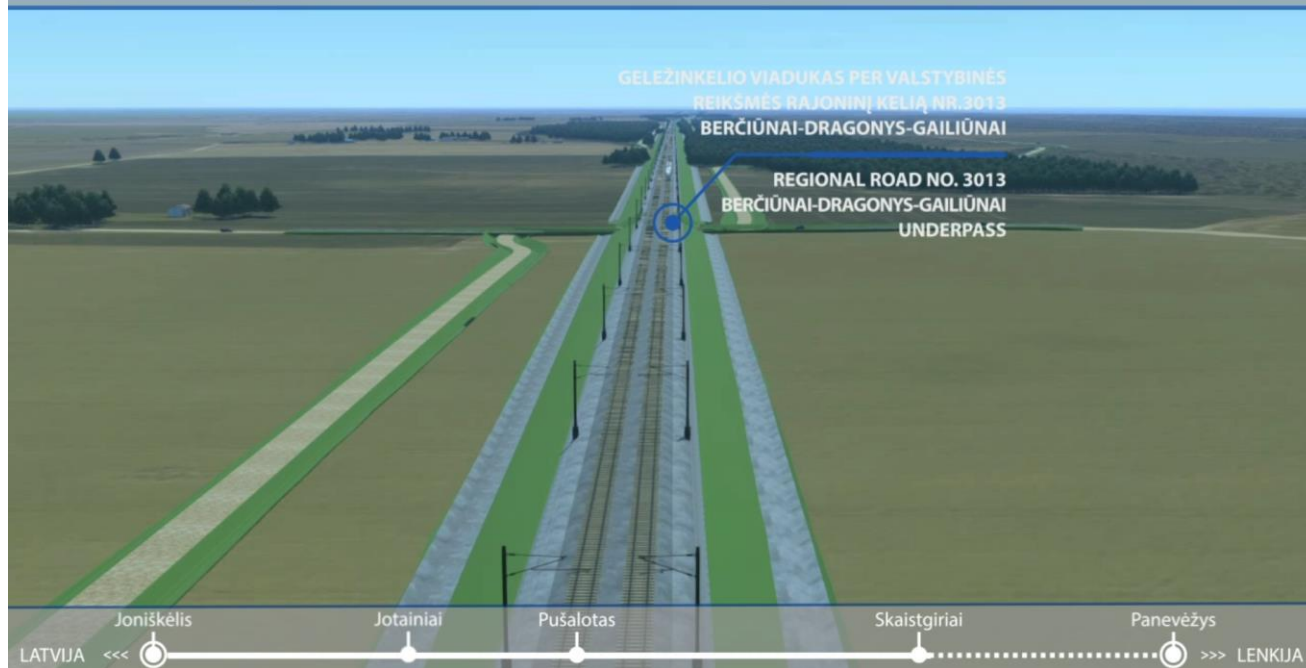 GELEŽINKELIO VIADUKAS PER VALSTYBINĖS
REIKŠMĖS RAJONINĮ KELIĄ NR.3013
BERČIŪNAI-DRAGONYS-GAILIŪNAI
REGIONAL ROAD NO. 3013
BERČIŪNAI-DRAGONYS-GAILIŪNAI
UNDERPASS
Joniškėlis Jotainiai Pušalotas Skaistgiriai Panevėžys
LATVIJA <<< >>> LENKIJA